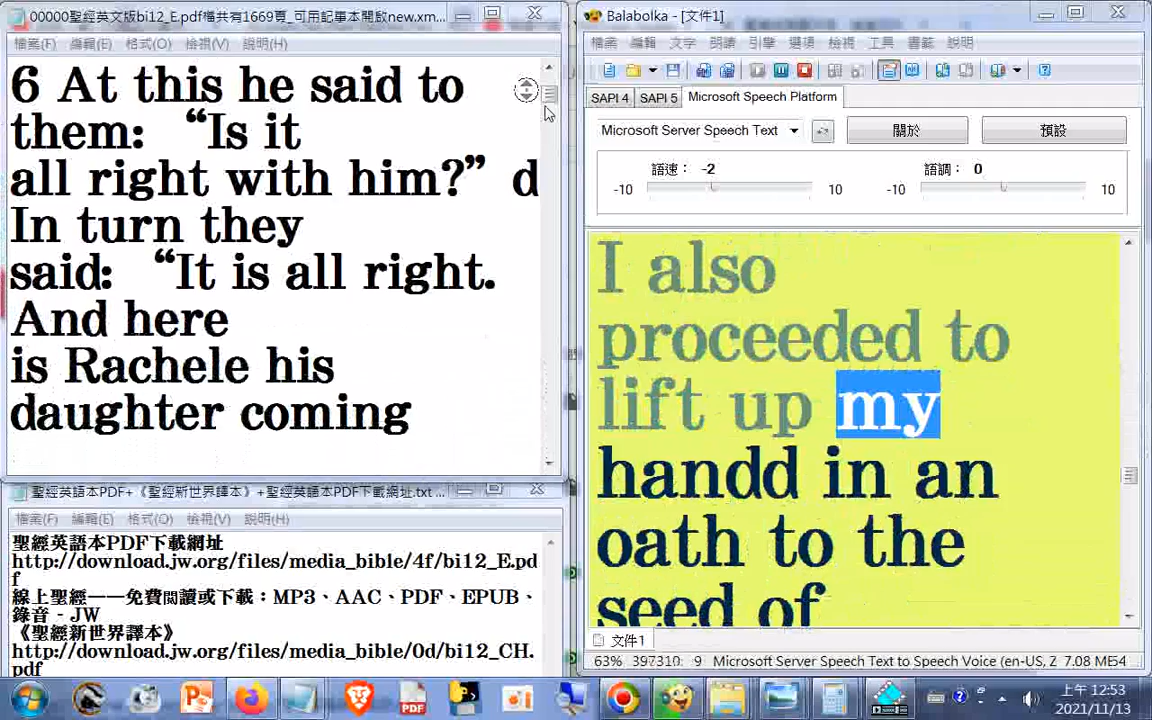 00000聖經英文版bi12_E.pdf檔共有1669頁_可用記事本開啟new.xm...
檔案(F) 編輯(E) 格式(O) 檢視(V) 說明(H)
6 At this he said to
them: “Is it
all right with him?” d
In turn they
said: “It is all right.
And here
is Rachele his
daughter coming
聖經英語本PDF+《聖經新世界譯本》+聖經英語本PDF下載網址.txt ...
檔案(F) 編輯(E) 格式(O) 檢視(V) 說明(H)
聖經英語本PDF下載網址
http://download.jw.org/files/media_bible/4f/bi12_E.pd
f
線上聖經——免費閱讀或下載：MP3、AAC、PDF、EPUB、
錄音 - JW
《聖經新世界譯本》
http://download.jw.org/files/media_bible/0d/bi12_CH.
pdf
Balabolka - [文件1]
檔案 編輯 文字 朗讀 引擎 選項 檢視 工具 書籤 說明
SAPI 4 SAPI 5 Microsoft Speech Platform
Microsoft Server Speech Text 關於 預設
語速： -2 語調： 0
-10 10 -10 10
I also
proceeded to
lift up my
handd in an
oath to the
seed of
文件1
63% 397310: 9 Microsoft Server Speech Text to Speech Voice (en-US, Z 7.08 ME54
PDF
上午 12:53
2021/11/13